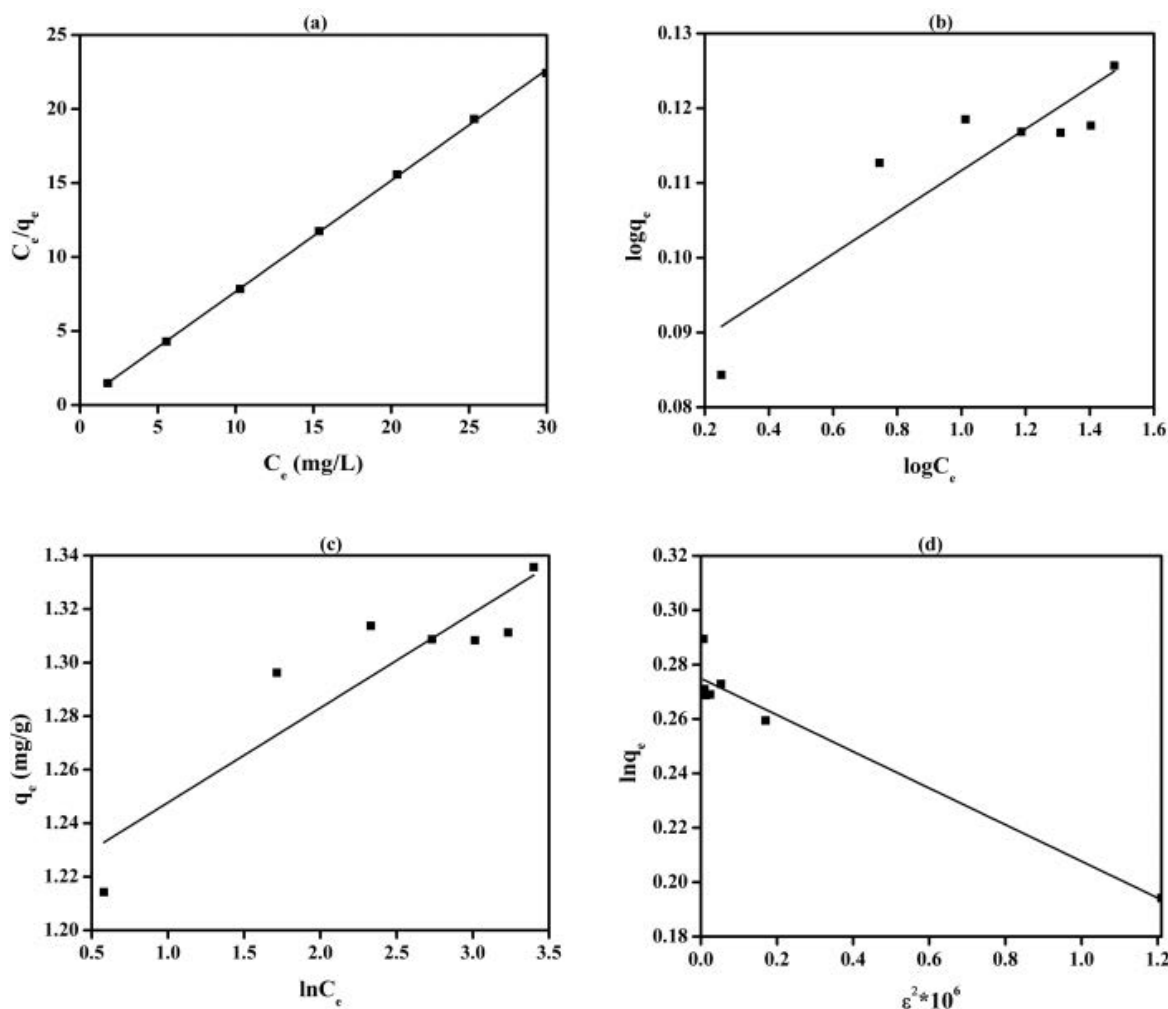 (a)
25
20
15
10
5
0
0 5 10 15 20 25 30
C_e/q_e
C_e (mg/L)
(b)
0.13
0.12
0.11
0.10
0.09
0.08
0.2 0.4 0.6 0.8 1.0 1.2 1.4 1.6
logq_e
logC_e
(c)
1.34
1.32
1.30
1.28
1.26
1.24
1.22
1.20
0.5 1.0 1.5 2.0 2.5 3.0 3.5
q_e (mg/g)
lnC_e
(d)
0.32
0.30
0.28
0.26
0.24
0.22
0.20
0.18
0.0 0.2 0.4 0.6 0.8 1.0 1.2
lnq_e
ε²*10⁶